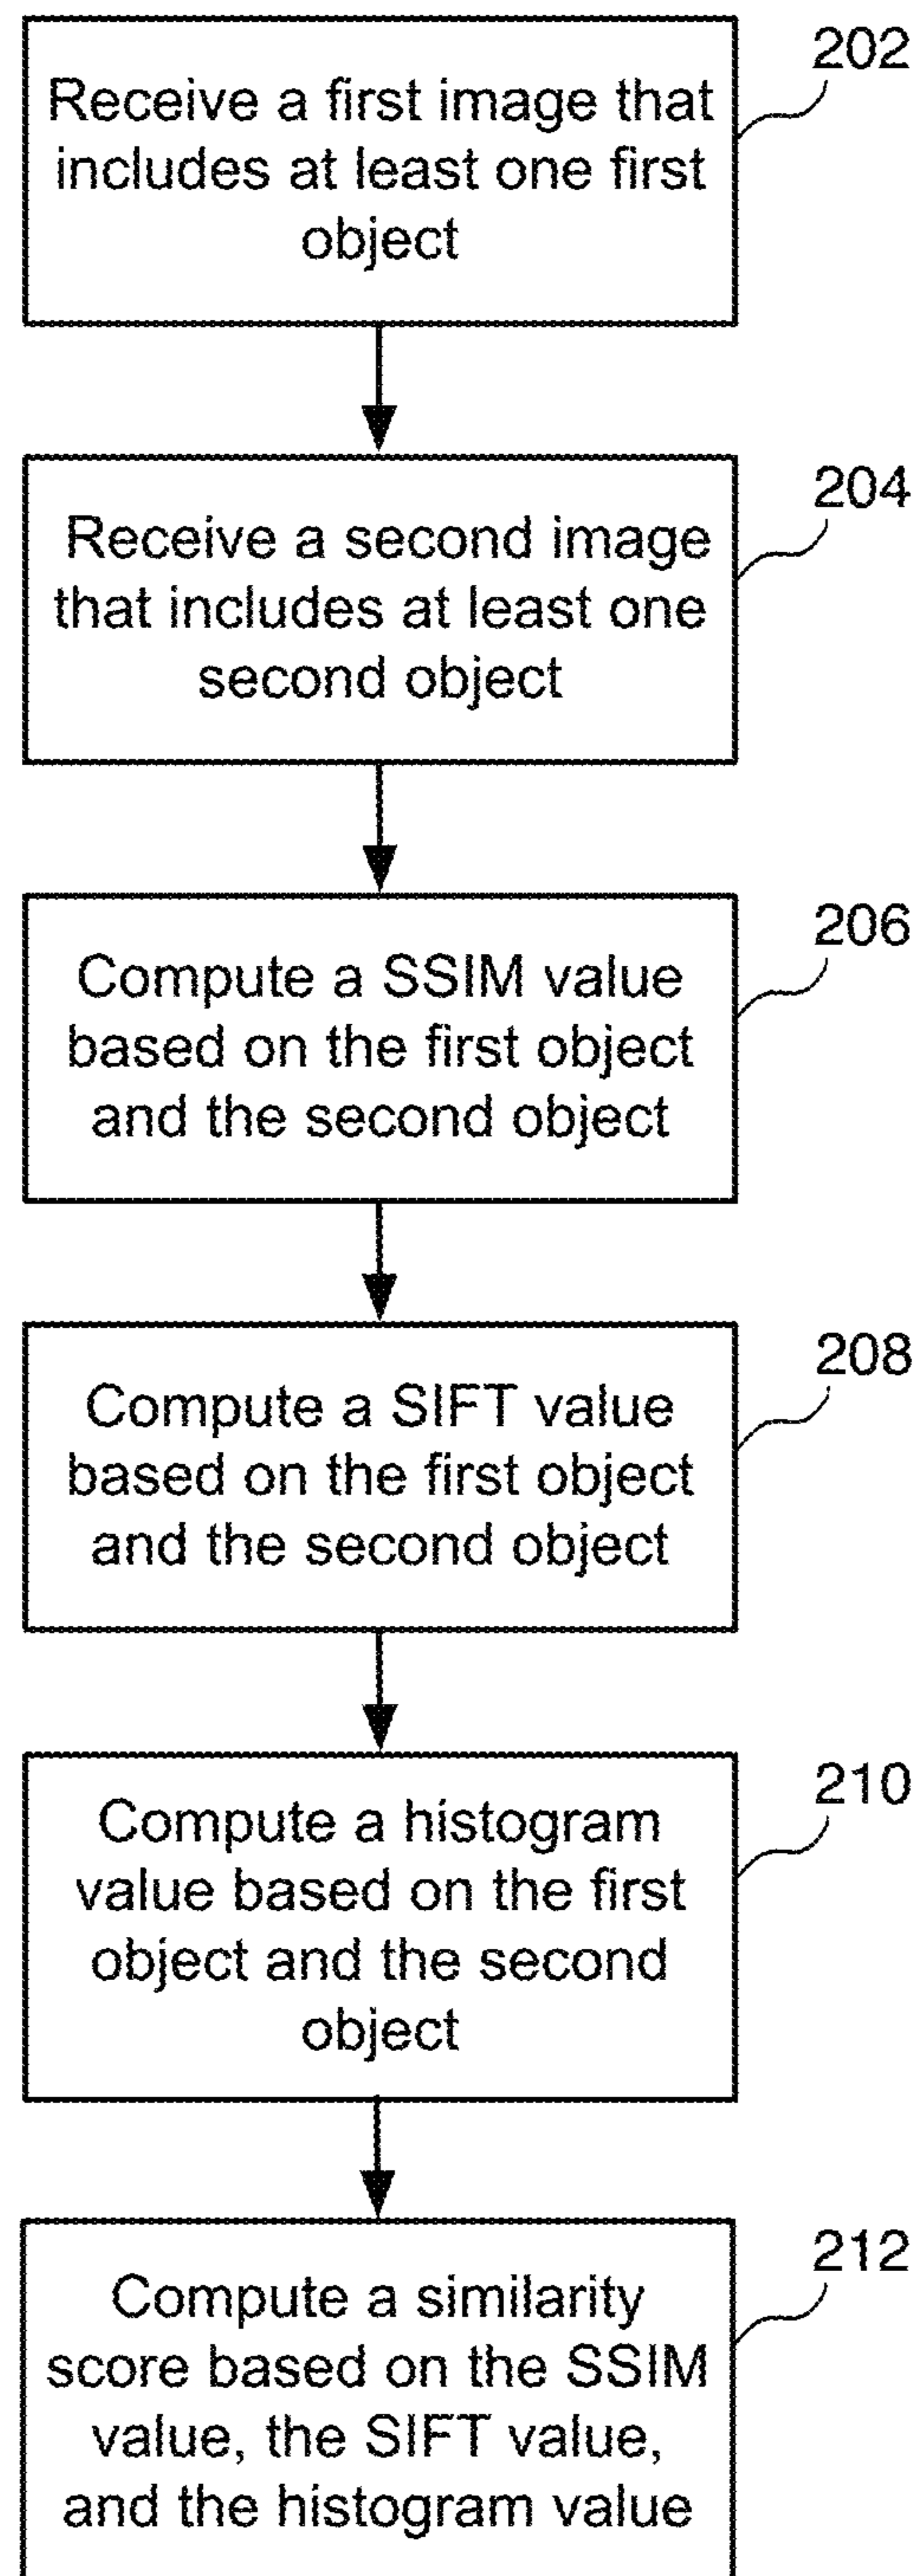 202
Receive a first image that
includes at least one first
object
204
Receive a second image
that includes at least one
second object
206
Compute a SSIM value
based on the first object
and the second object
208
Compute a SIFT value
based on the first object
and the second object
210
Compute a histogram
value based on the first
object and the second
object
212
Compute a similarity
score based on the SSIM
value, the SIFT value,
and the histogram value